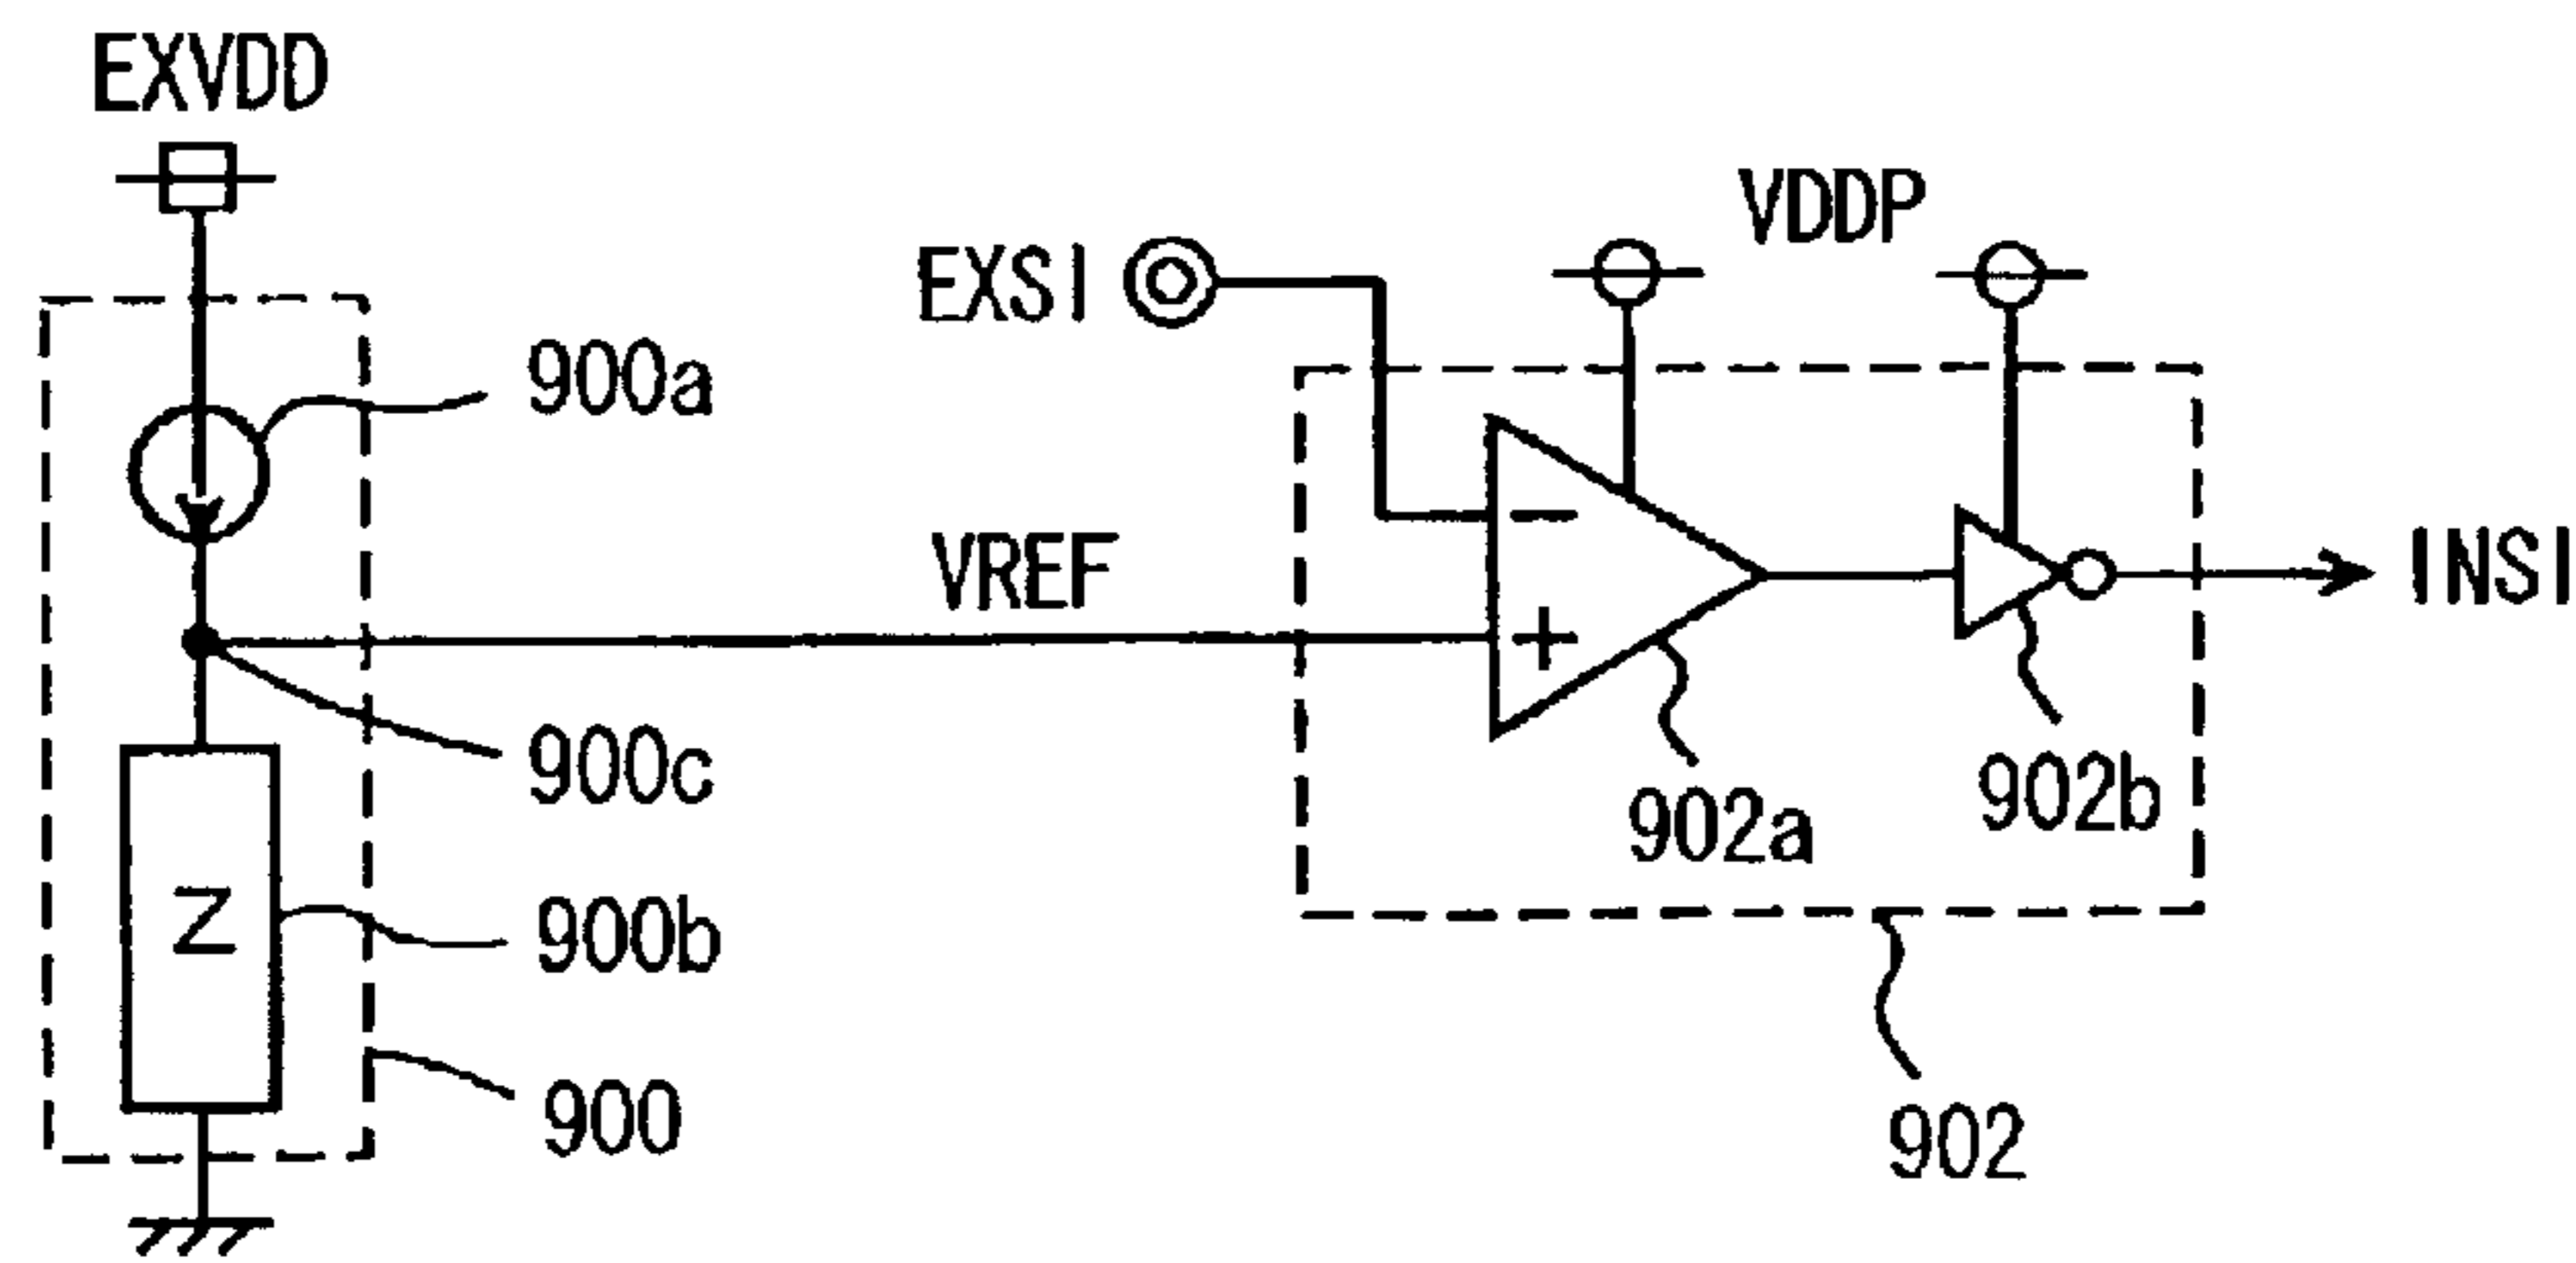 EXVDD
VDDP
EXSI
900a
VREF
INSI
−
+
900c
902a
902b
Z
900b
900
902